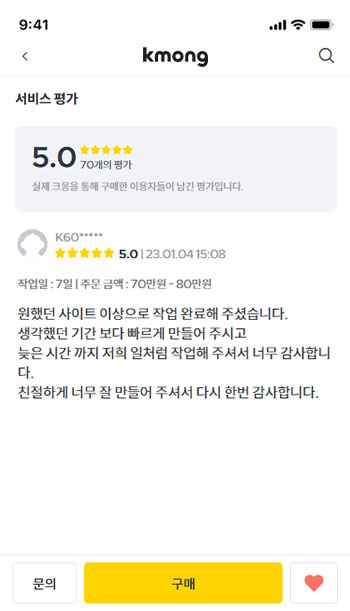 9:41
kmong
서비스 평가
5.0
70개의 평가
실제 크몽을 통해 구매한 이용자들이 남긴 평가입니다.
K60*****
5.0 | 23.01.04 15:08
작업일 : 7일 | 주문 금액 : 70만원 - 80만원
원했던 사이트 이상으로 작업 완료해 주셨습니다.
생각했던 기간 보다 빠르게 만들어 주시고
늦은 시간 까지 저희 일처럼 작업해 주셔서 너무 감사합니
다.
친절하게 너무 잘 만들어 주셔서 다시 한번 감사합니다.
문의
구매